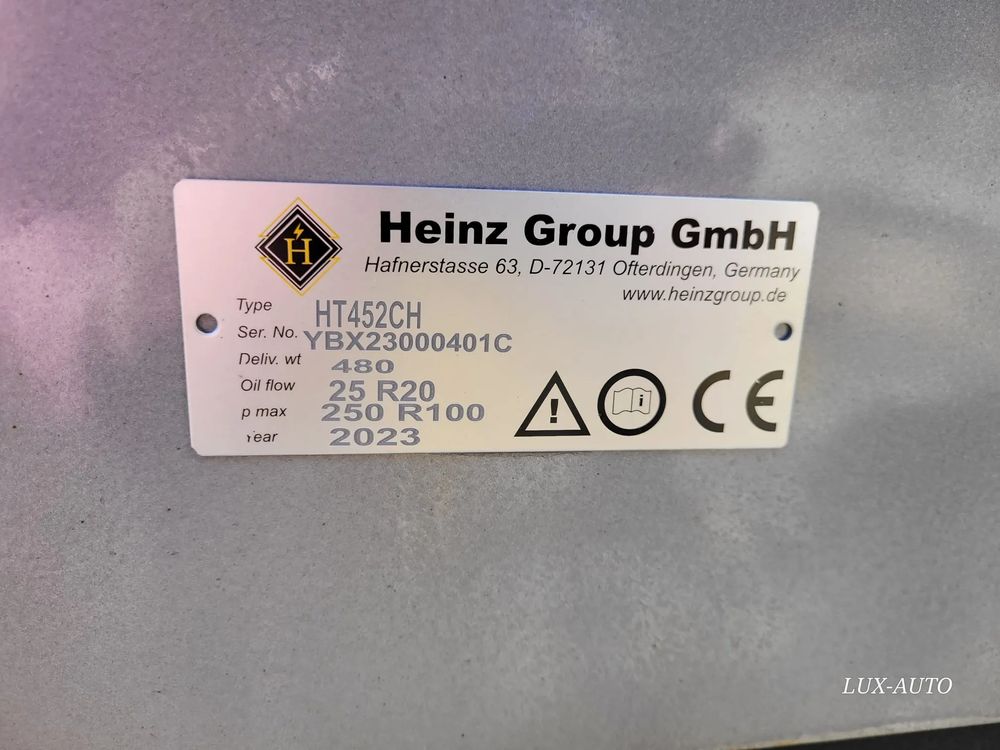 H
Heinz Group GmbH
Hafnerstasse 63, D-72131 Ofterdingen, Germany
www.heinzgroup.de
Type HT452CH
Ser. No. YBX23000401C
Deliv. wt 480
Oil flow 25 R20
p max 250 R100
Year 2023
! i CE
LUX-AUTO